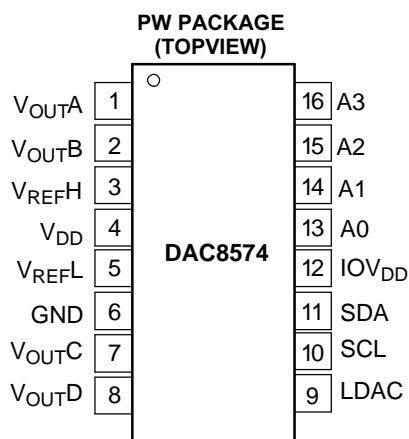 PW PACKAGE
(TOPVIEW)
VOUTA 1 16 A3
VOUTB 2 15 A2
VREFH 3 14 A1
VDD 4 13 A0
DAC8574
VREFL 5 12 IOVDD
GND 6 11 SDA
VOUTC 7 10 SCL
VOUTD 8 9 LDAC